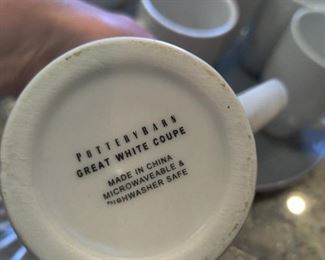 POTTERYBARN
GREAT WHITE COUPE
MADE IN CHINA
MICROWAVEABLE &
DISHWASHER SAFE